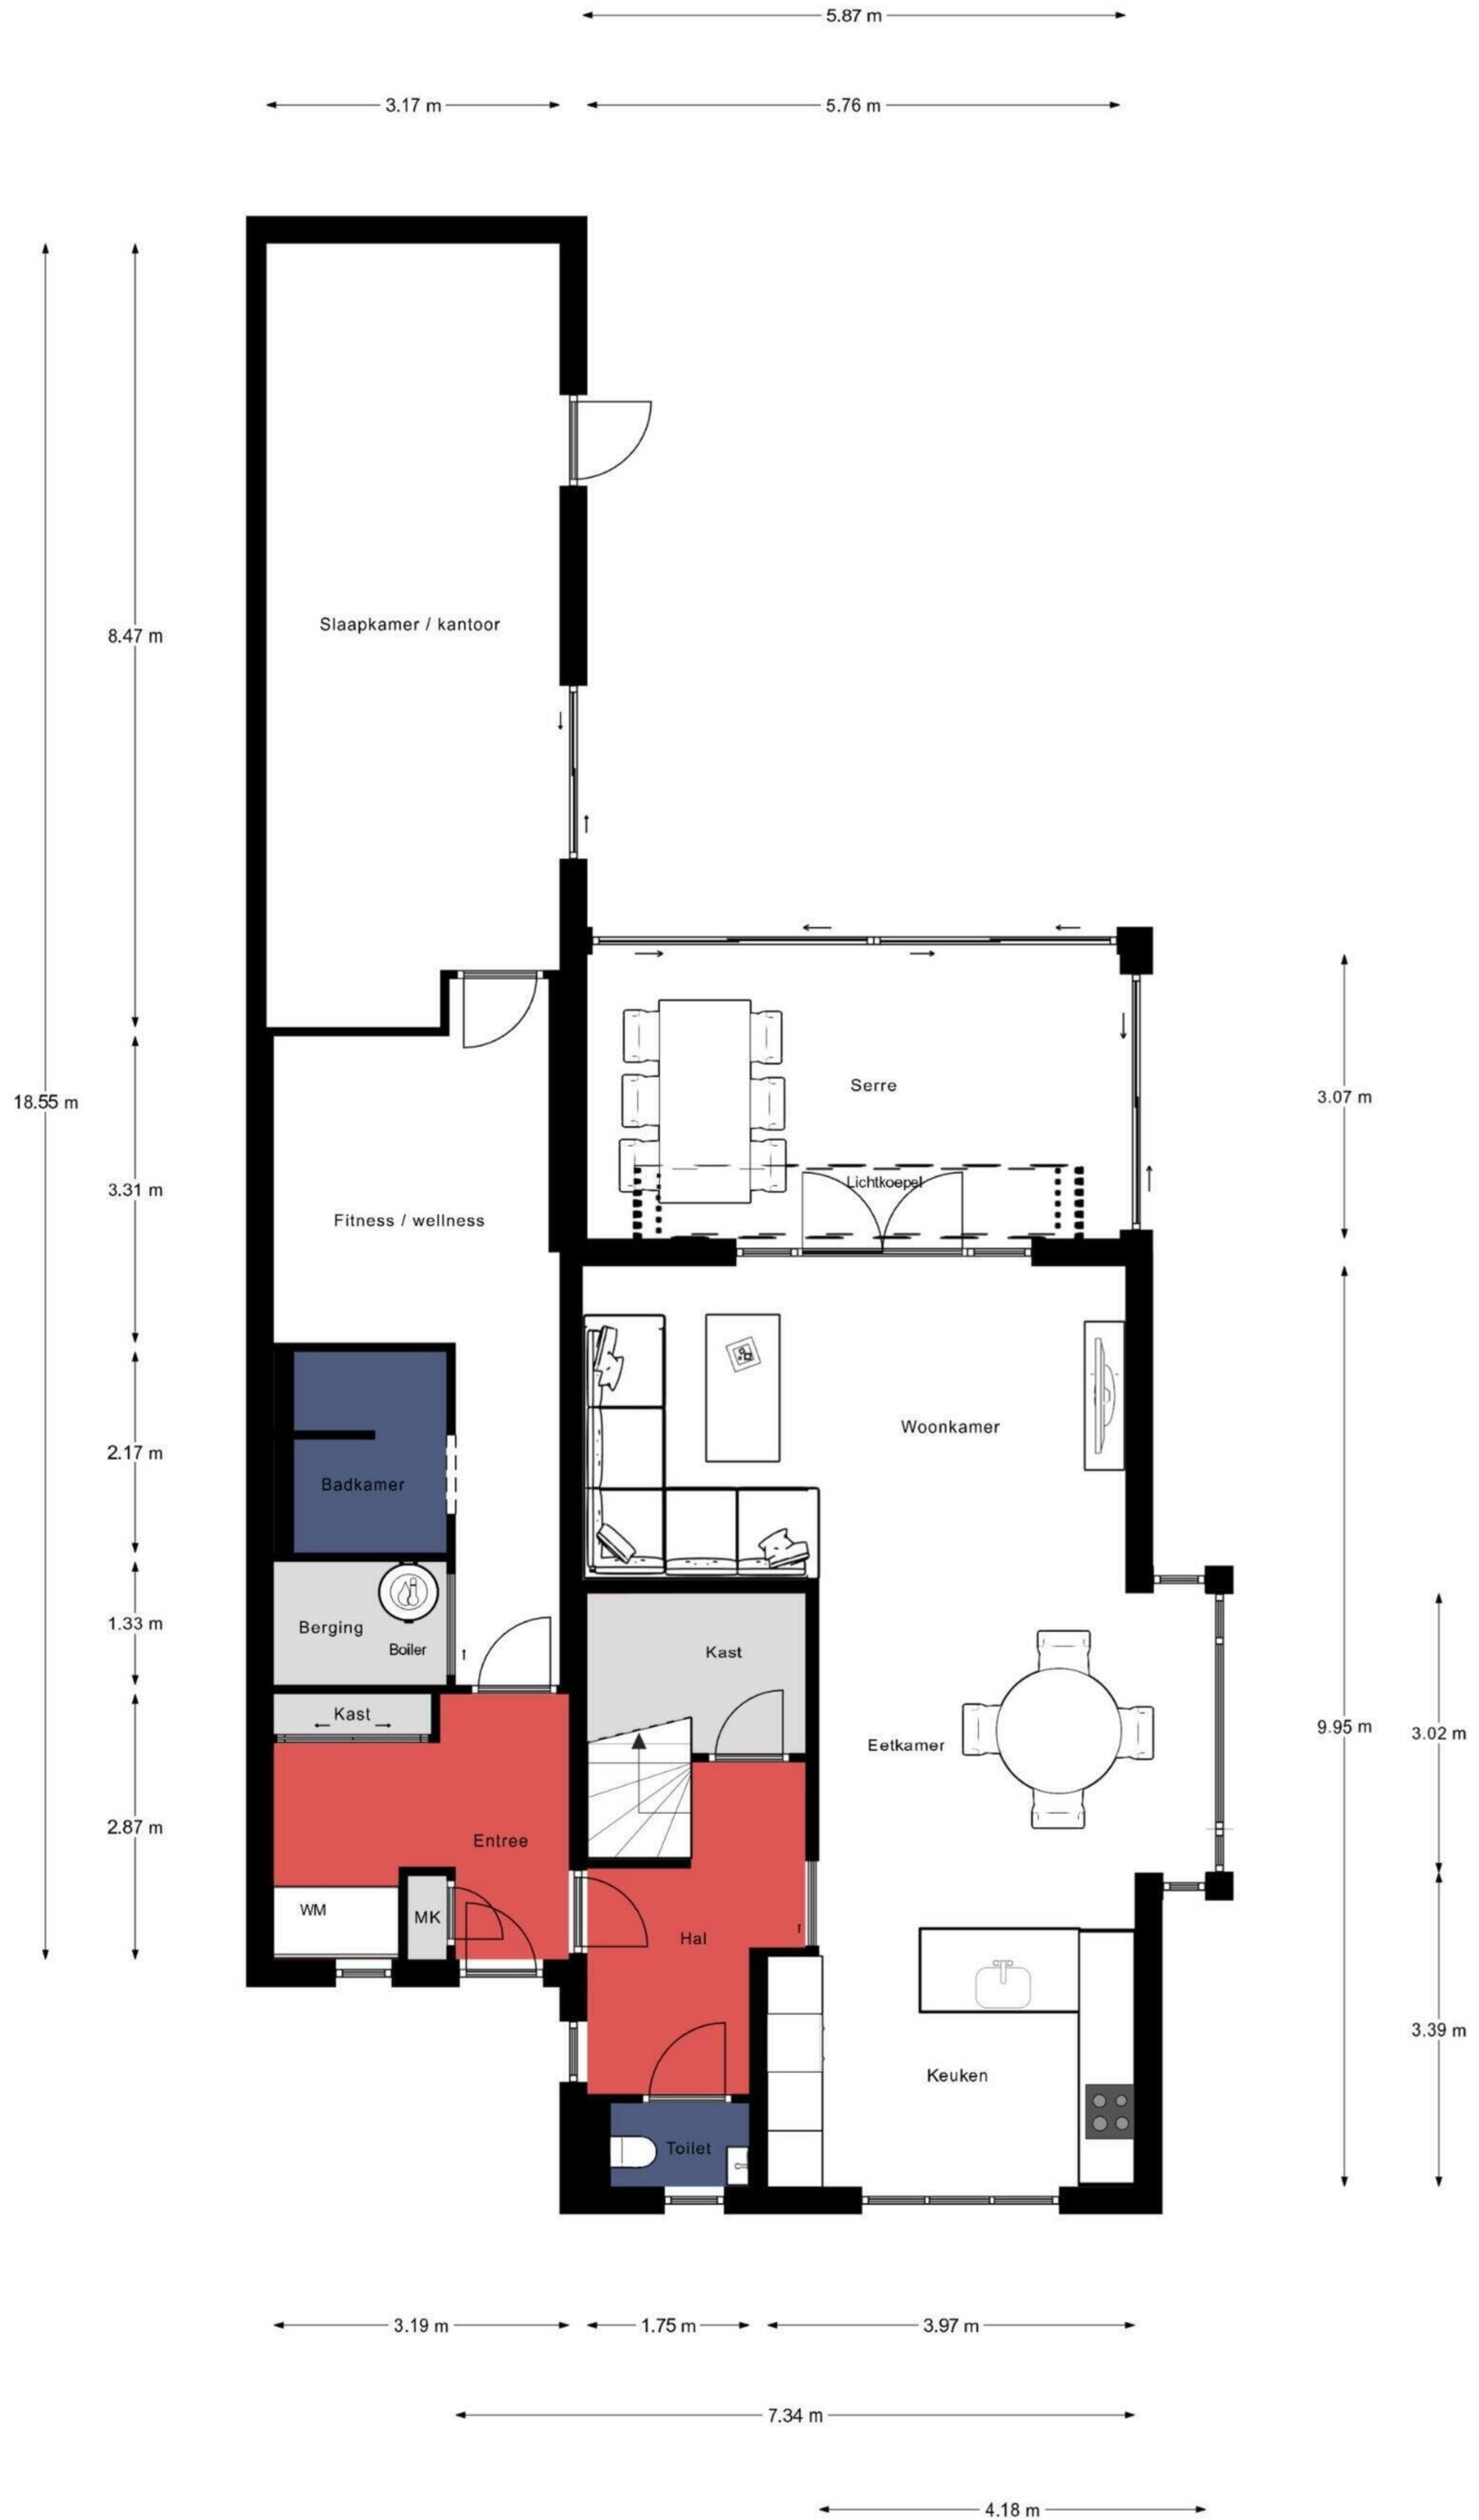 5.87 m
3.17 m
5.76 m
Slaapkamer / kantoor
8.47 m
18.55 m
Serre
3.07 m
Lichtkoepel
3.31 m
Fitness / wellness
Woonkamer
2.17 m
Badkamer
1.33 m
Berging
Boiler
Kast
Kast
9.95 m
3.02 m
Eetkamer
2.87 m
Entree
WM
MK
Hal
3.39 m
Keuken
Toilet
3.19 m
1.75 m
3.97 m
7.34 m
4.18 m